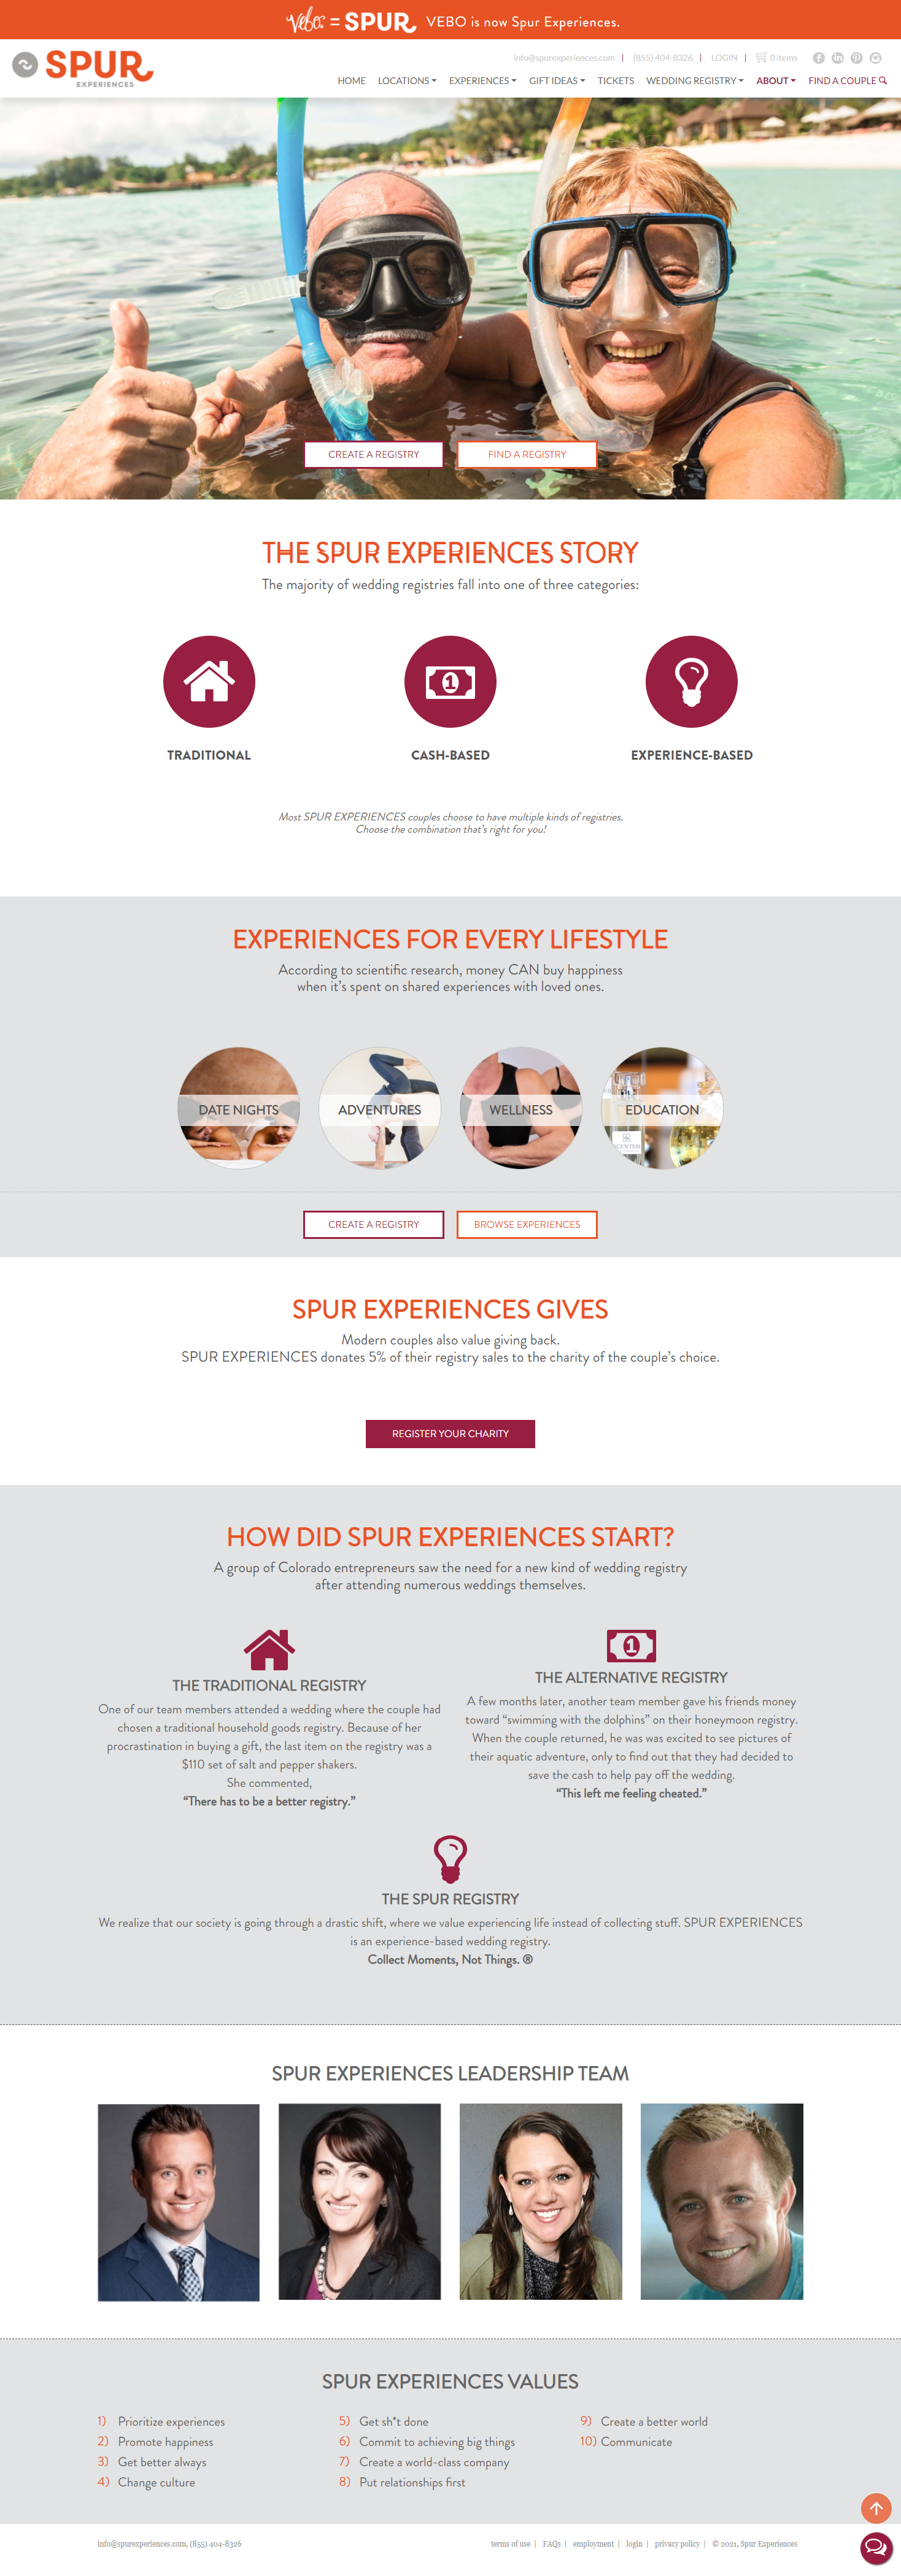 Vebo = SPUR VEBO is now Spur Experiences.
SPUR
EXPERIENCES
info@spurexperiences.com | (855) 404-8326 | LOGIN | 0 items
HOME LOCATIONS EXPERIENCES GIFT IDEAS TICKETS WEDDING REGISTRY ABOUT FIND A COUPLE
CREATE A REGISTRY FIND A REGISTRY
THE SPUR EXPERIENCES STORY
The majority of wedding registries fall into one of three categories:
1
TRADITIONAL CASH-BASED EXPERIENCE-BASED
Most SPUR EXPERIENCES couples choose to have multiple kinds of registries.
Choose the combination that's right for you!
EXPERIENCES FOR EVERY LIFESTYLE
According to scientific research, money CAN buy happiness
when it's spent on shared experiences with loved ones.
DATE NIGHTS ADVENTURES WELLNESS EDUCATION
CREATE A REGISTRY BROWSE EXPERIENCES
SPUR EXPERIENCES GIVES
Modern couples also value giving back.
SPUR EXPERIENCES donates 5% of their registry sales to the charity of the couple's choice.
REGISTER YOUR CHARITY
HOW DID SPUR EXPERIENCES START?
A group of Colorado entrepreneurs saw the need for a new kind of wedding registry
after attending numerous weddings themselves.
THE TRADITIONAL REGISTRY
One of our team members attended a wedding where the couple had
chosen a traditional household goods registry. Because of her
procrastination in buying a gift, the last item on the registry was a
$110 set of salt and pepper shakers.
She commented,
“There has to be a better registry.”
1
THE ALTERNATIVE REGISTRY
A few months later, another team member gave his friends money
toward “swimming with the dolphins” on their honeymoon registry.
When the couple returned, he was was excited to see pictures of
their aquatic adventure, only to find out that they had decided to
save the cash to help pay off the wedding.
“This left me feeling cheated.”
THE SPUR REGISTRY
We realize that our society is going through a drastic shift, where we value experiencing life instead of collecting stuff. SPUR EXPERIENCES
is an experience-based wedding registry.
Collect Moments, Not Things. ®
SPUR EXPERIENCES LEADERSHIP TEAM
SPUR EXPERIENCES VALUES
1) Prioritize experiences
2) Promote happiness
3) Get better always
4) Change culture
5) Get sh*t done
6) Commit to achieving big things
7) Create a world-class company
8) Put relationships first
9) Create a better world
10) Communicate
info@spurexperiences.com, (855) 404-8326
terms of use | FAQs | employment | login | privacy policy | © 2021, Spur Experiences